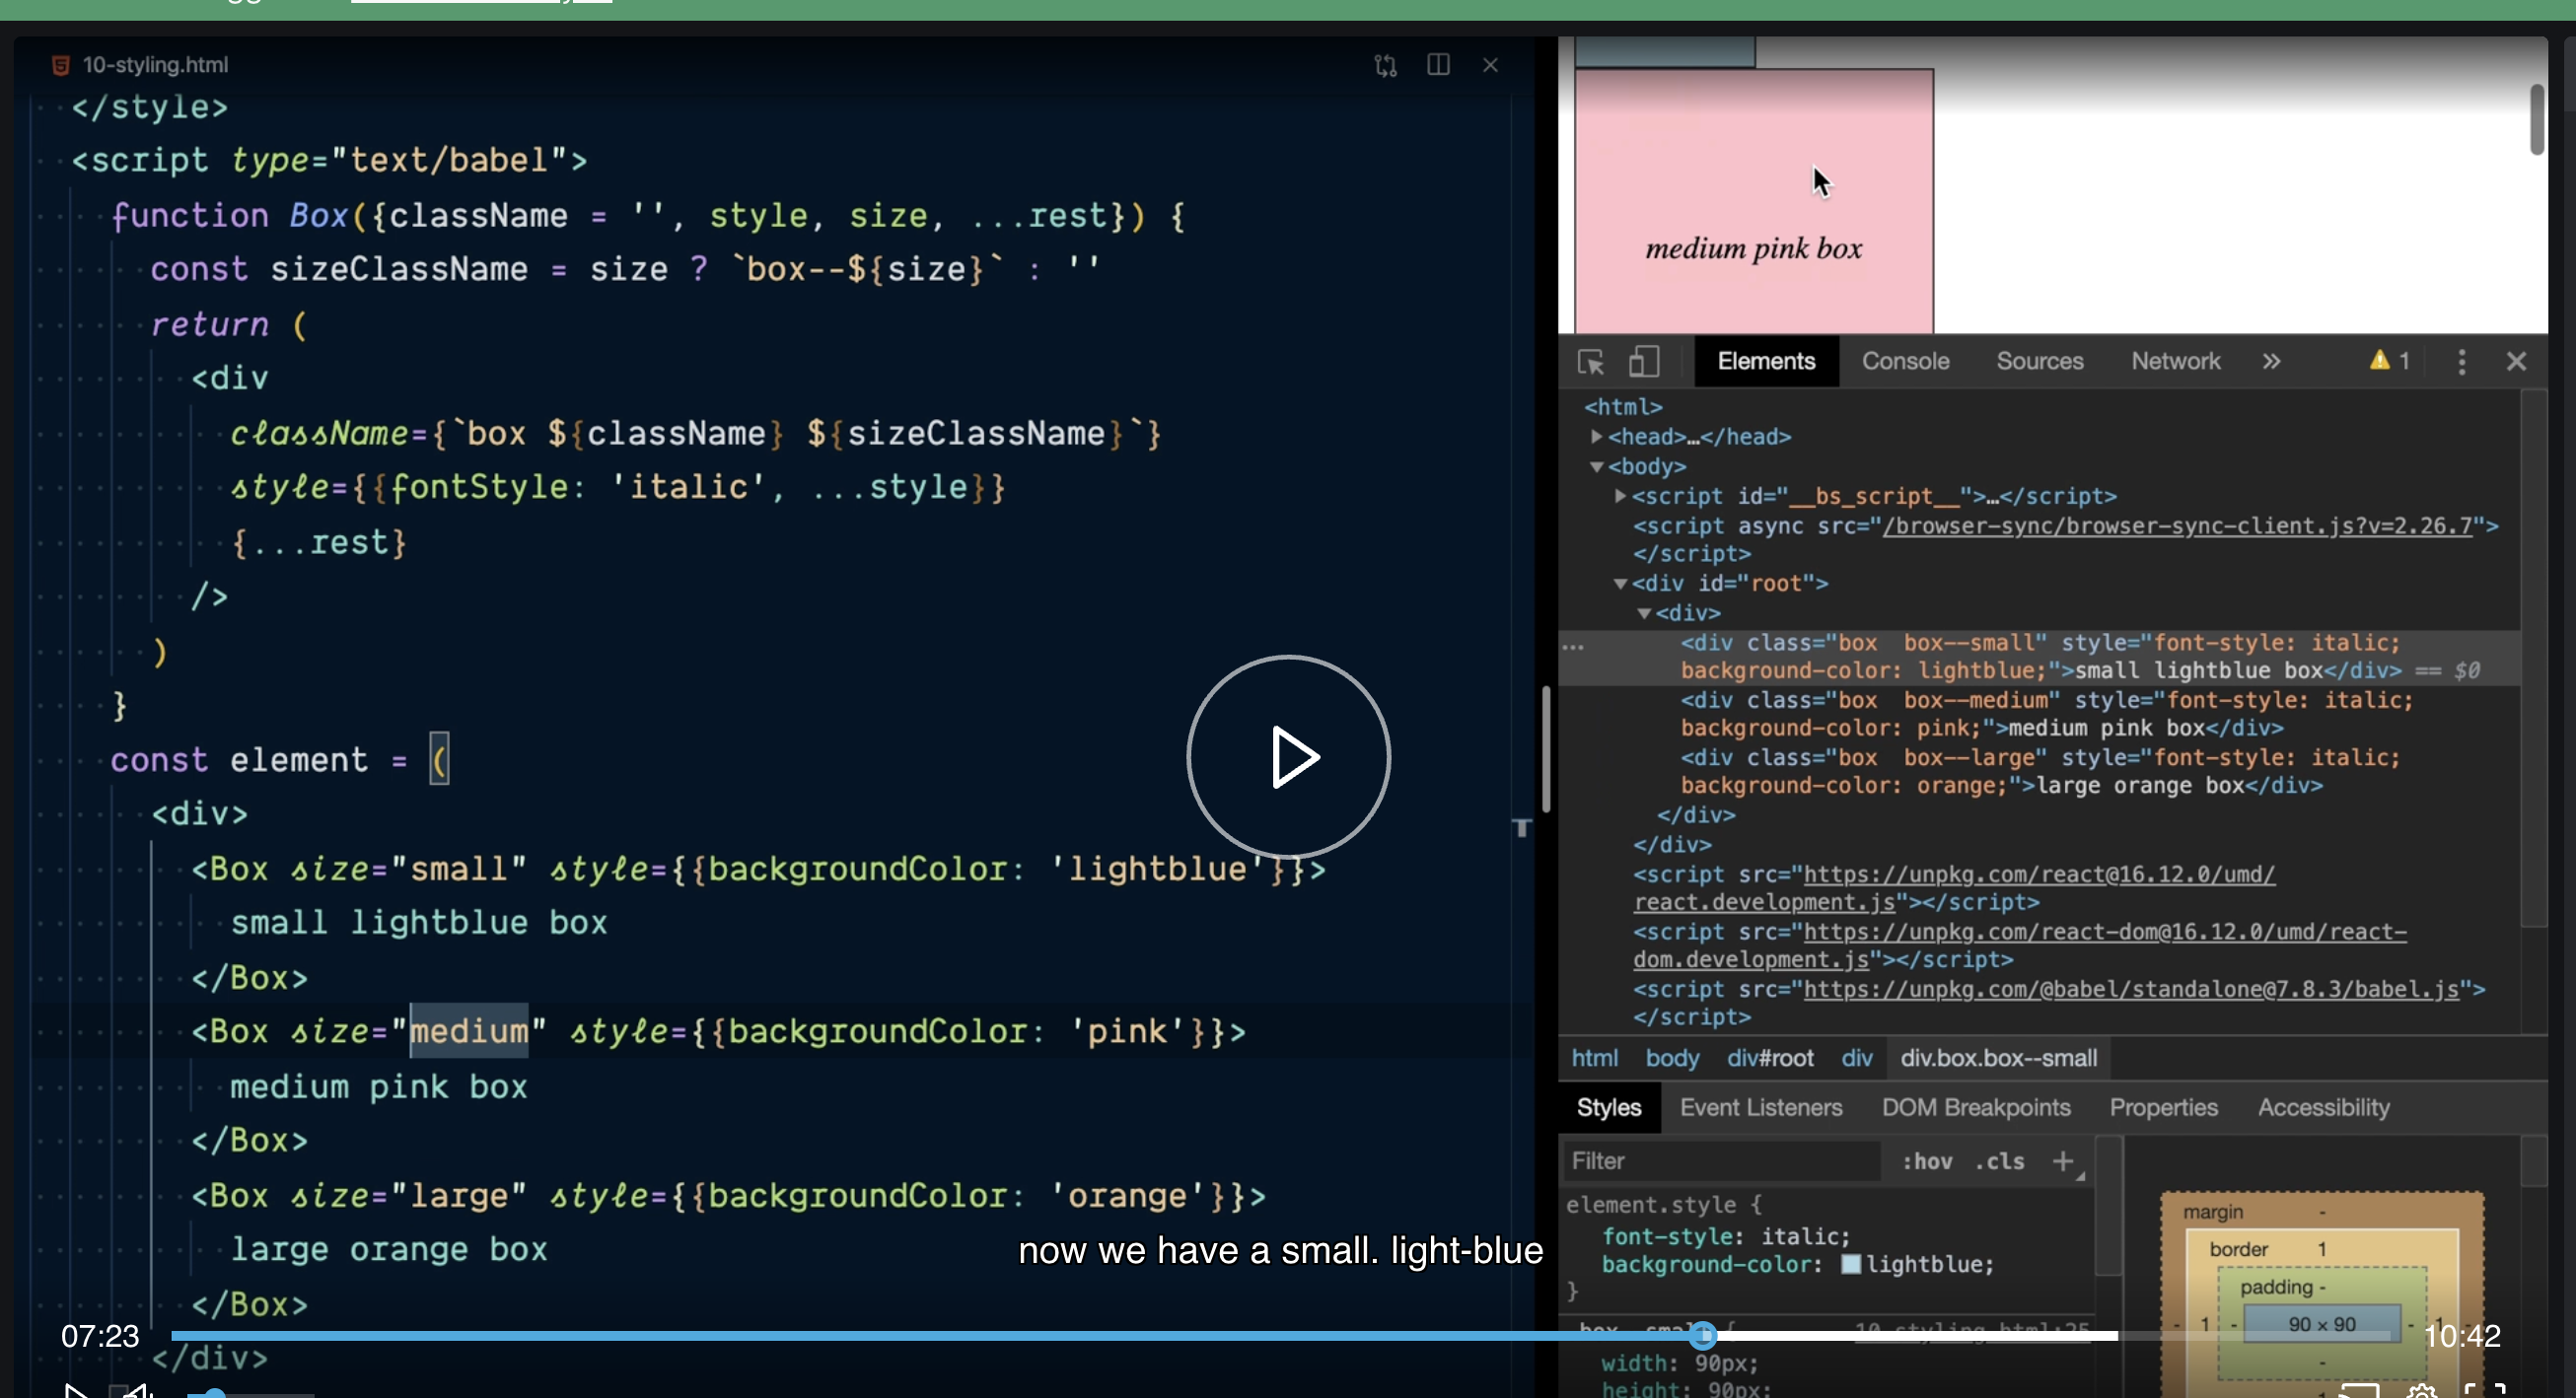 10-styling.html
</style>
<script type="text/babel">
function Box({className = '', style, size, ...rest}) {
const sizeClassName = size ? `box--${size}` : ''
return (
<div
className={`box ${className} ${sizeClassName}`}
style={{fontStyle: 'italic', ...style}}
{...rest}
/>
)
}
const element = (
<div>
<Box size="small" style={{backgroundColor: 'lightblue'}}>
small lightblue box
</Box>
<Box size="medium" style={{backgroundColor: 'pink'}}>
medium pink box
</Box>
<Box size="large" style={{backgroundColor: 'orange'}}>
large orange box
</Box>
</div>
now we have a small. light-blue
07:23
10:42
medium pink box
Elements Console Sources Network » 1
<html>
<head>…</head>
<body>
<script id="__bs_script__">…</script>
<script async src="/browser-sync/browser-sync-client.js?v=2.26.7">
</script>
<div id="root">
<div>
<div class="box  box--small" style="font-style: italic;
background-color: lightblue;">small lightblue box</div> == $0
<div class="box  box--medium" style="font-style: italic;
background-color: pink;">medium pink box</div>
<div class="box  box--large" style="font-style: italic;
background-color: orange;">large orange box</div>
</div>
</div>
<script src="https://unpkg.com/react@16.12.0/umd/
react.development.js"></script>
<script src="https://unpkg.com/react-dom@16.12.0/umd/react-
dom.development.js"></script>
<script src="https://unpkg.com/@babel/standalone@7.8.3/babel.js">
</script>
html body div#root div div.box.box--small
Styles Event Listeners DOM Breakpoints Properties Accessibility
Filter :hov .cls +
element.style {
font-style: italic;
background-color: lightblue;
}
width: 90px;
height: 90px;
margin -
border 1
padding -
- 1 - 90 × 90 - 1 -
-